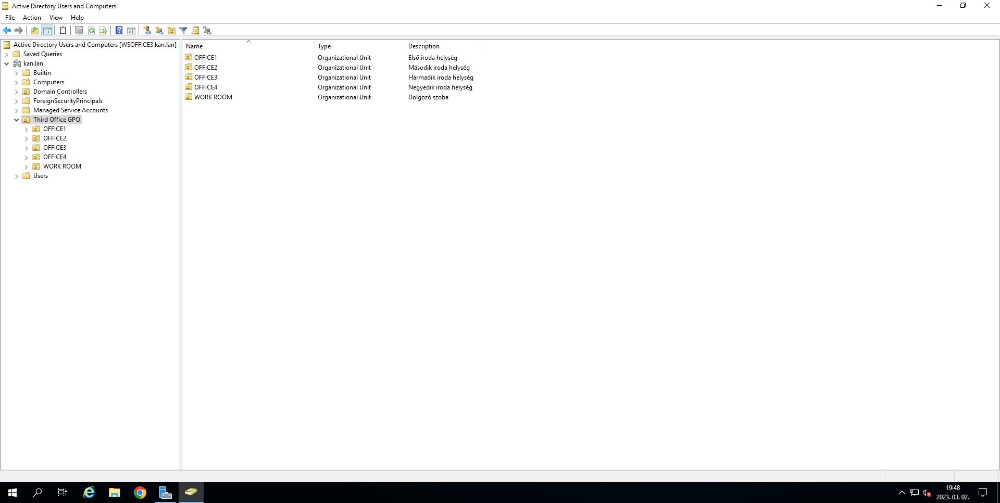 Active Directory Users and Computers
File Action View Help
Active Directory Users and Computers [WSOFFICE3.kan.lan]
Saved Queries
kan.lan
Builtin
Computers
Domain Controllers
ForeignSecurityPrincipals
Managed Service Accounts
Third Office GPO
OFFICE1
OFFICE2
OFFICE3
OFFICE4
WORK ROOM
Users
Name Type Description
OFFICE1 Organizational Unit Első iroda helység
OFFICE2 Organizational Unit Második iroda helység
OFFICE3 Organizational Unit Harmadik iroda helység
OFFICE4 Organizational Unit Negyedik iroda helység
WORK ROOM Organizational Unit Dolgozó szoba
19:48
2023. 03. 02.